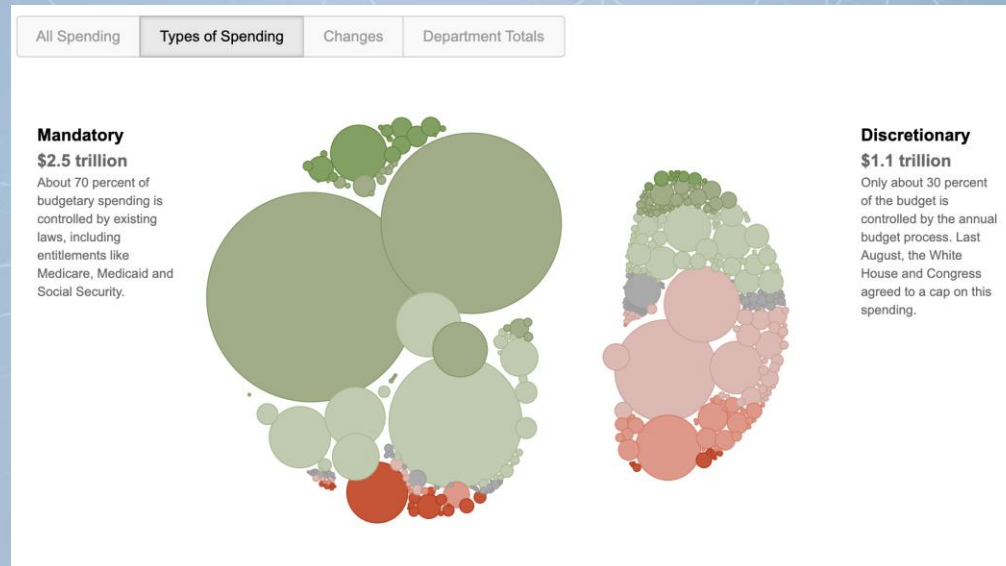 All Spending
Types of Spending
Changes
Department Totals
Mandatory
$2.5 trillion
About 70 percent of
budgetary spending is
controlled by existing
laws, including
entitlements like
Medicare, Medicaid and
Social Security.
Discretionary
$1.1 trillion
Only about 30 percent
of the budget is
controlled by the annual
budget process. Last
August, the White
House and Congress
agreed to a cap on this
spending.